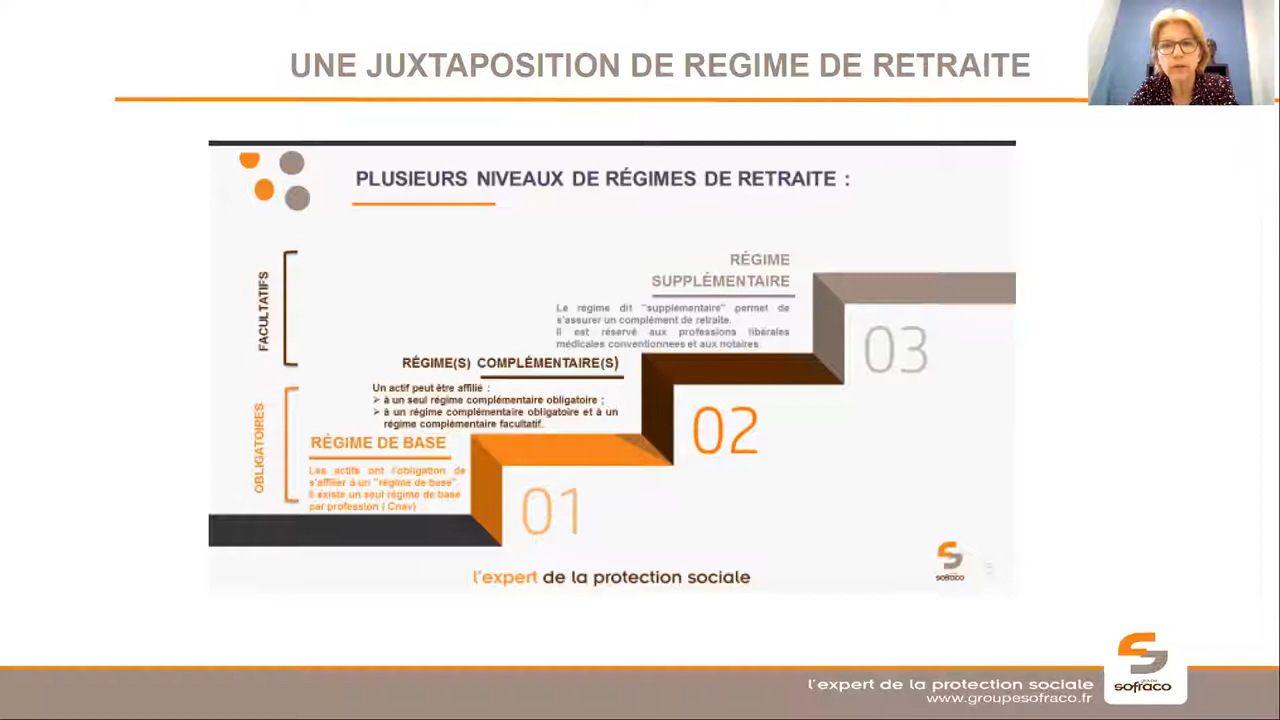 UNE JUXTAPOSITION DE REGIME DE RETRAITE
PLUSIEURS NIVEAUX DE RÉGIMES DE RETRAITE :
FACULTATIFS
RÉGIME
SUPPLÉMENTAIRE
Le régime dit "supplémentaire" permet de
s'assurer un complément de retraite.
Il est réservé aux professions libérales
médicales conventionnees et aux notaires
03
RÉGIME(S) COMPLÉMENTAIRE(S)
Un actif peut être affilié :
➢ à un seul régime complémentaire obligatoire ;
➢ à un régime complémentaire obligatoire et à un
régime complémentaire facultatif.
02
OBLIGATOIRES
RÉGIME DE BASE
Les actifs ont l'obligation de
s'affilier à un "régime de base".
Il existe un seul régime de base
par profession ( Cnav)
01
l'expert de la protection sociale
sofraco
l'expert de la protection sociale
www.groupesofraco.fr
groupe
sofraco